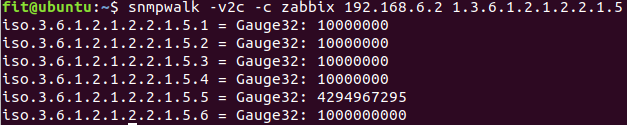 fit@ubuntu:~$ snmpwalk -v2c -c zabbix 192.168.6.2 1.3.6.1.2.1.2.2.1.5
iso.3.6.1.2.1.2.2.1.5.1 = Gauge32: 10000000
iso.3.6.1.2.1.2.2.1.5.2 = Gauge32: 10000000
iso.3.6.1.2.1.2.2.1.5.3 = Gauge32: 10000000
iso.3.6.1.2.1.2.2.1.5.4 = Gauge32: 10000000
iso.3.6.1.2.1.2.2.1.5.5 = Gauge32: 4294967295
iso.3.6.1.2.1.2.2.1.5.6 = Gauge32: 1000000000